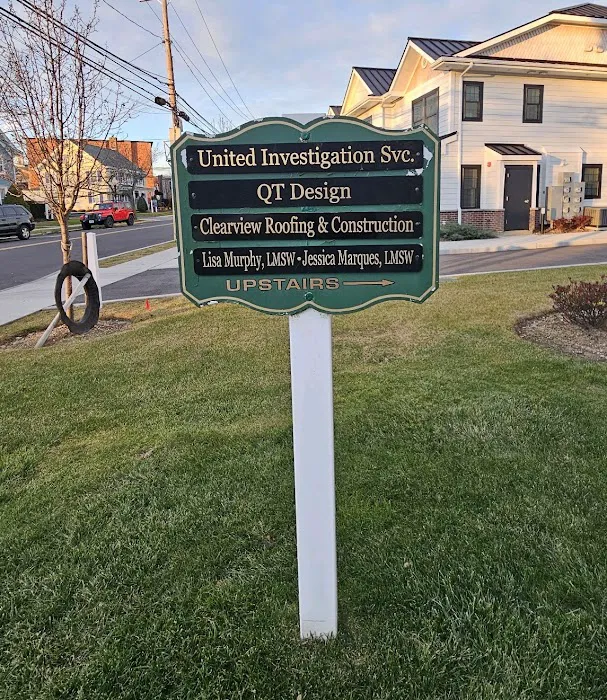 United Investigation Svc.
QT Design
Clearview Roofing & Construction
Lisa Murphy, LMSW • Jessica Marques, LMSW
UPSTAIRS →